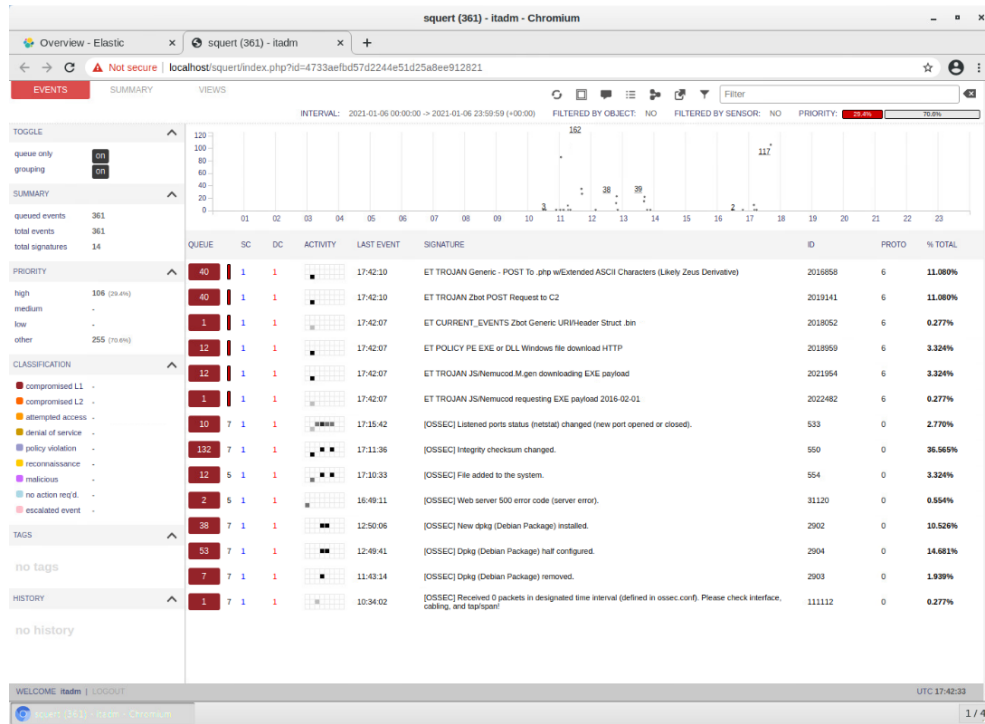 squert (361) - itadm - Chromium
Overview - Elastic squert (361) - itadm
Not secure | localhost/squert/index.php?id=4733aefbd57d2244e51d25a8ee912821
EVENTS SUMMARY VIEWS Filter
INTERVAL: 2021-01-06 00:00:00 -> 2021-01-06 23:59:59 (+00:00) FILTERED BY OBJECT: NO FILTERED BY SENSOR: NO PRIORITY: 29.4% 70.6%
TOGGLE
queue only on
grouping on
SUMMARY
queued events 361
total events 361
total signatures 14
PRIORITY
high 106 (29.4%)
medium -
low -
other 255 (70.6%)
CLASSIFICATION
compromised L1 -
compromised L2 -
attempted access -
denial of service -
policy violation -
reconnaissance -
malicious -
no action req'd. -
escalated event -
TAGS
no tags
HISTORY
no history
120
100
80
60
40
20
0
3 162 38 39 2 117
01 02 03 04 05 06 07 08 09 10 11 12 13 14 15 16 17 18 19 20 21 22 23
QUEUE SC DC ACTIVITY LAST EVENT SIGNATURE ID PROTO % TOTAL
40 1 1 17:42:10 ET TROJAN Generic - POST To .php w/Extended ASCII Characters (Likely Zeus Derivative) 2016858 6 11.080%
40 1 1 17:42:10 ET TROJAN Zbot POST Request to C2 2019141 6 11.080%
1 1 1 17:42:07 ET CURRENT_EVENTS Zbot Generic URI/Header Struct .bin 2018052 6 0.277%
12 1 1 17:42:07 ET POLICY PE EXE or DLL Windows file download HTTP 2018959 6 3.324%
12 1 1 17:42:07 ET TROJAN JS/Nemucod.M.gen downloading EXE payload 2021954 6 3.324%
1 1 1 17:42:07 ET TROJAN JS/Nemucod requesting EXE payload 2016-02-01 2022482 6 0.277%
10 7 1 1 17:15:42 [OSSEC] Listened ports status (netstat) changed (new port opened or closed). 533 0 2.770%
132 7 1 1 17:11:36 [OSSEC] Integrity checksum changed. 550 0 36.565%
12 5 1 1 17:10:33 [OSSEC] File added to the system. 554 0 3.324%
2 5 1 1 16:49:11 [OSSEC] Web server 500 error code (server error). 31120 0 0.554%
38 7 1 1 12:50:06 [OSSEC] New dpkg (Debian Package) installed. 2902 0 10.526%
53 7 1 1 12:49:41 [OSSEC] Dpkg (Debian Package) half configured. 2904 0 14.681%
7 7 1 1 11:43:14 [OSSEC] Dpkg (Debian Package) removed. 2903 0 1.939%
1 7 1 1 10:34:02 [OSSEC] Received 0 packets in designated time interval (defined in ossec.conf). Please check interface, 111112 0 0.277%
cabling, and tap/span!
WELCOME itadm | LOGOUT UTC 17:42:33
squert (361) - itadm - Chromium 1 / 4